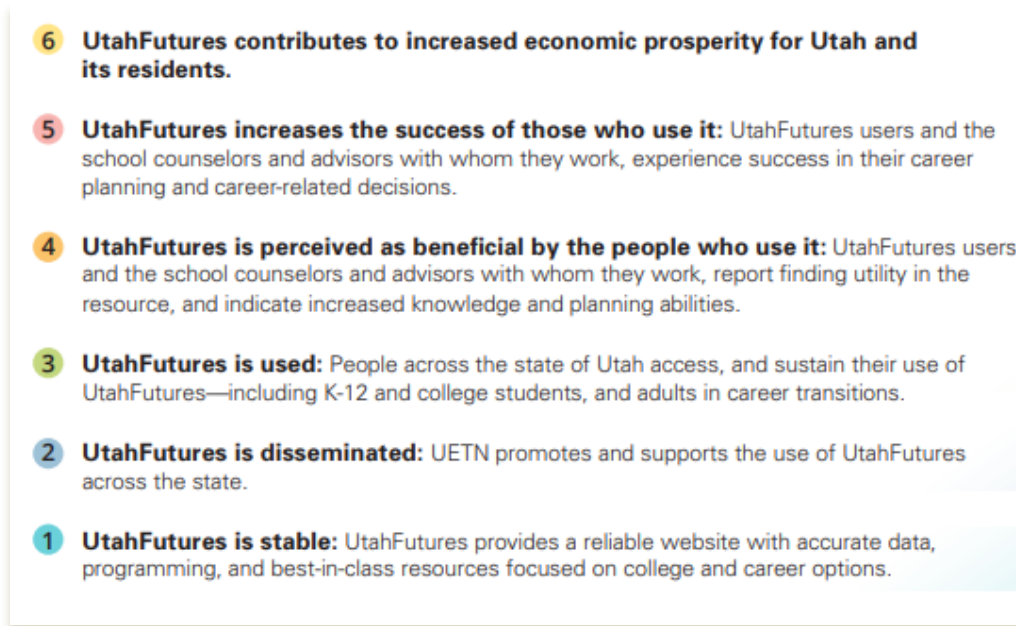 6 UtahFutures contributes to increased economic prosperity for Utah and
its residents.
5 UtahFutures increases the success of those who use it: UtahFutures users and the
school counselors and advisors with whom they work, experience success in their career
planning and career-related decisions.
4 UtahFutures is perceived as beneficial by the people who use it: UtahFutures users
and the school counselors and advisors with whom they work, report finding utility in the
resource, and indicate increased knowledge and planning abilities.
3 UtahFutures is used: People across the state of Utah access, and sustain their use of
UtahFutures—including K-12 and college students, and adults in career transitions.
2 UtahFutures is disseminated: UETN promotes and supports the use of UtahFutures
across the state.
1 UtahFutures is stable: UtahFutures provides a reliable website with accurate data,
programming, and best-in-class resources focused on college and career options.